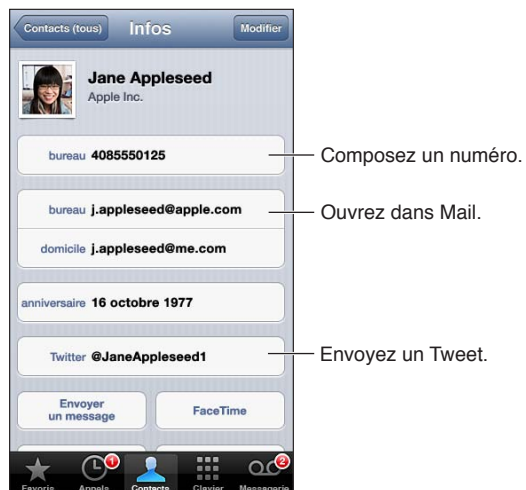 Contacts (tous) Infos Modifier
Jane Appleseed
Apple Inc.
bureau 4085550125
Composez un numéro.
bureau j.appleseed@apple.com
Ouvrez dans Mail.
domicile j.appleseed@me.com
anniversaire 16 octobre 1977
Twitter @JaneAppleseed1
Envoyez un Tweet.
Envoyer
un message
FaceTime
1
2
Favoris Appels Contacts Clavier Messagerie